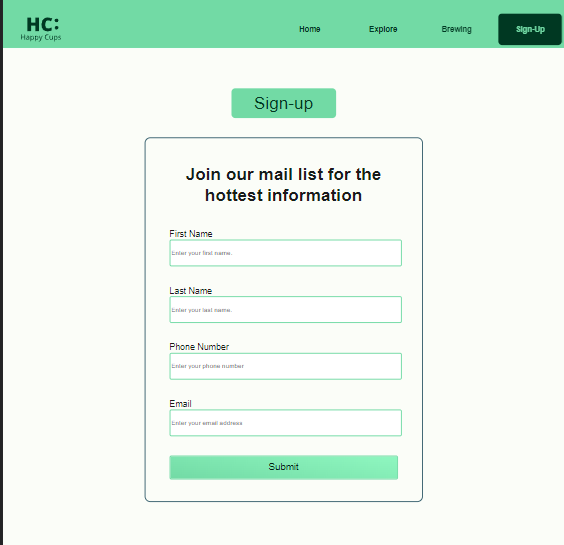 HC:
Happy Cups
Home Explore Brewing Sign-Up
Sign-up
Join our mail list for the
hottest information
First Name
Enter your first name.
Last Name
Enter your last name.
Phone Number
Enter your phone number
Email
Enter your email address
Submit